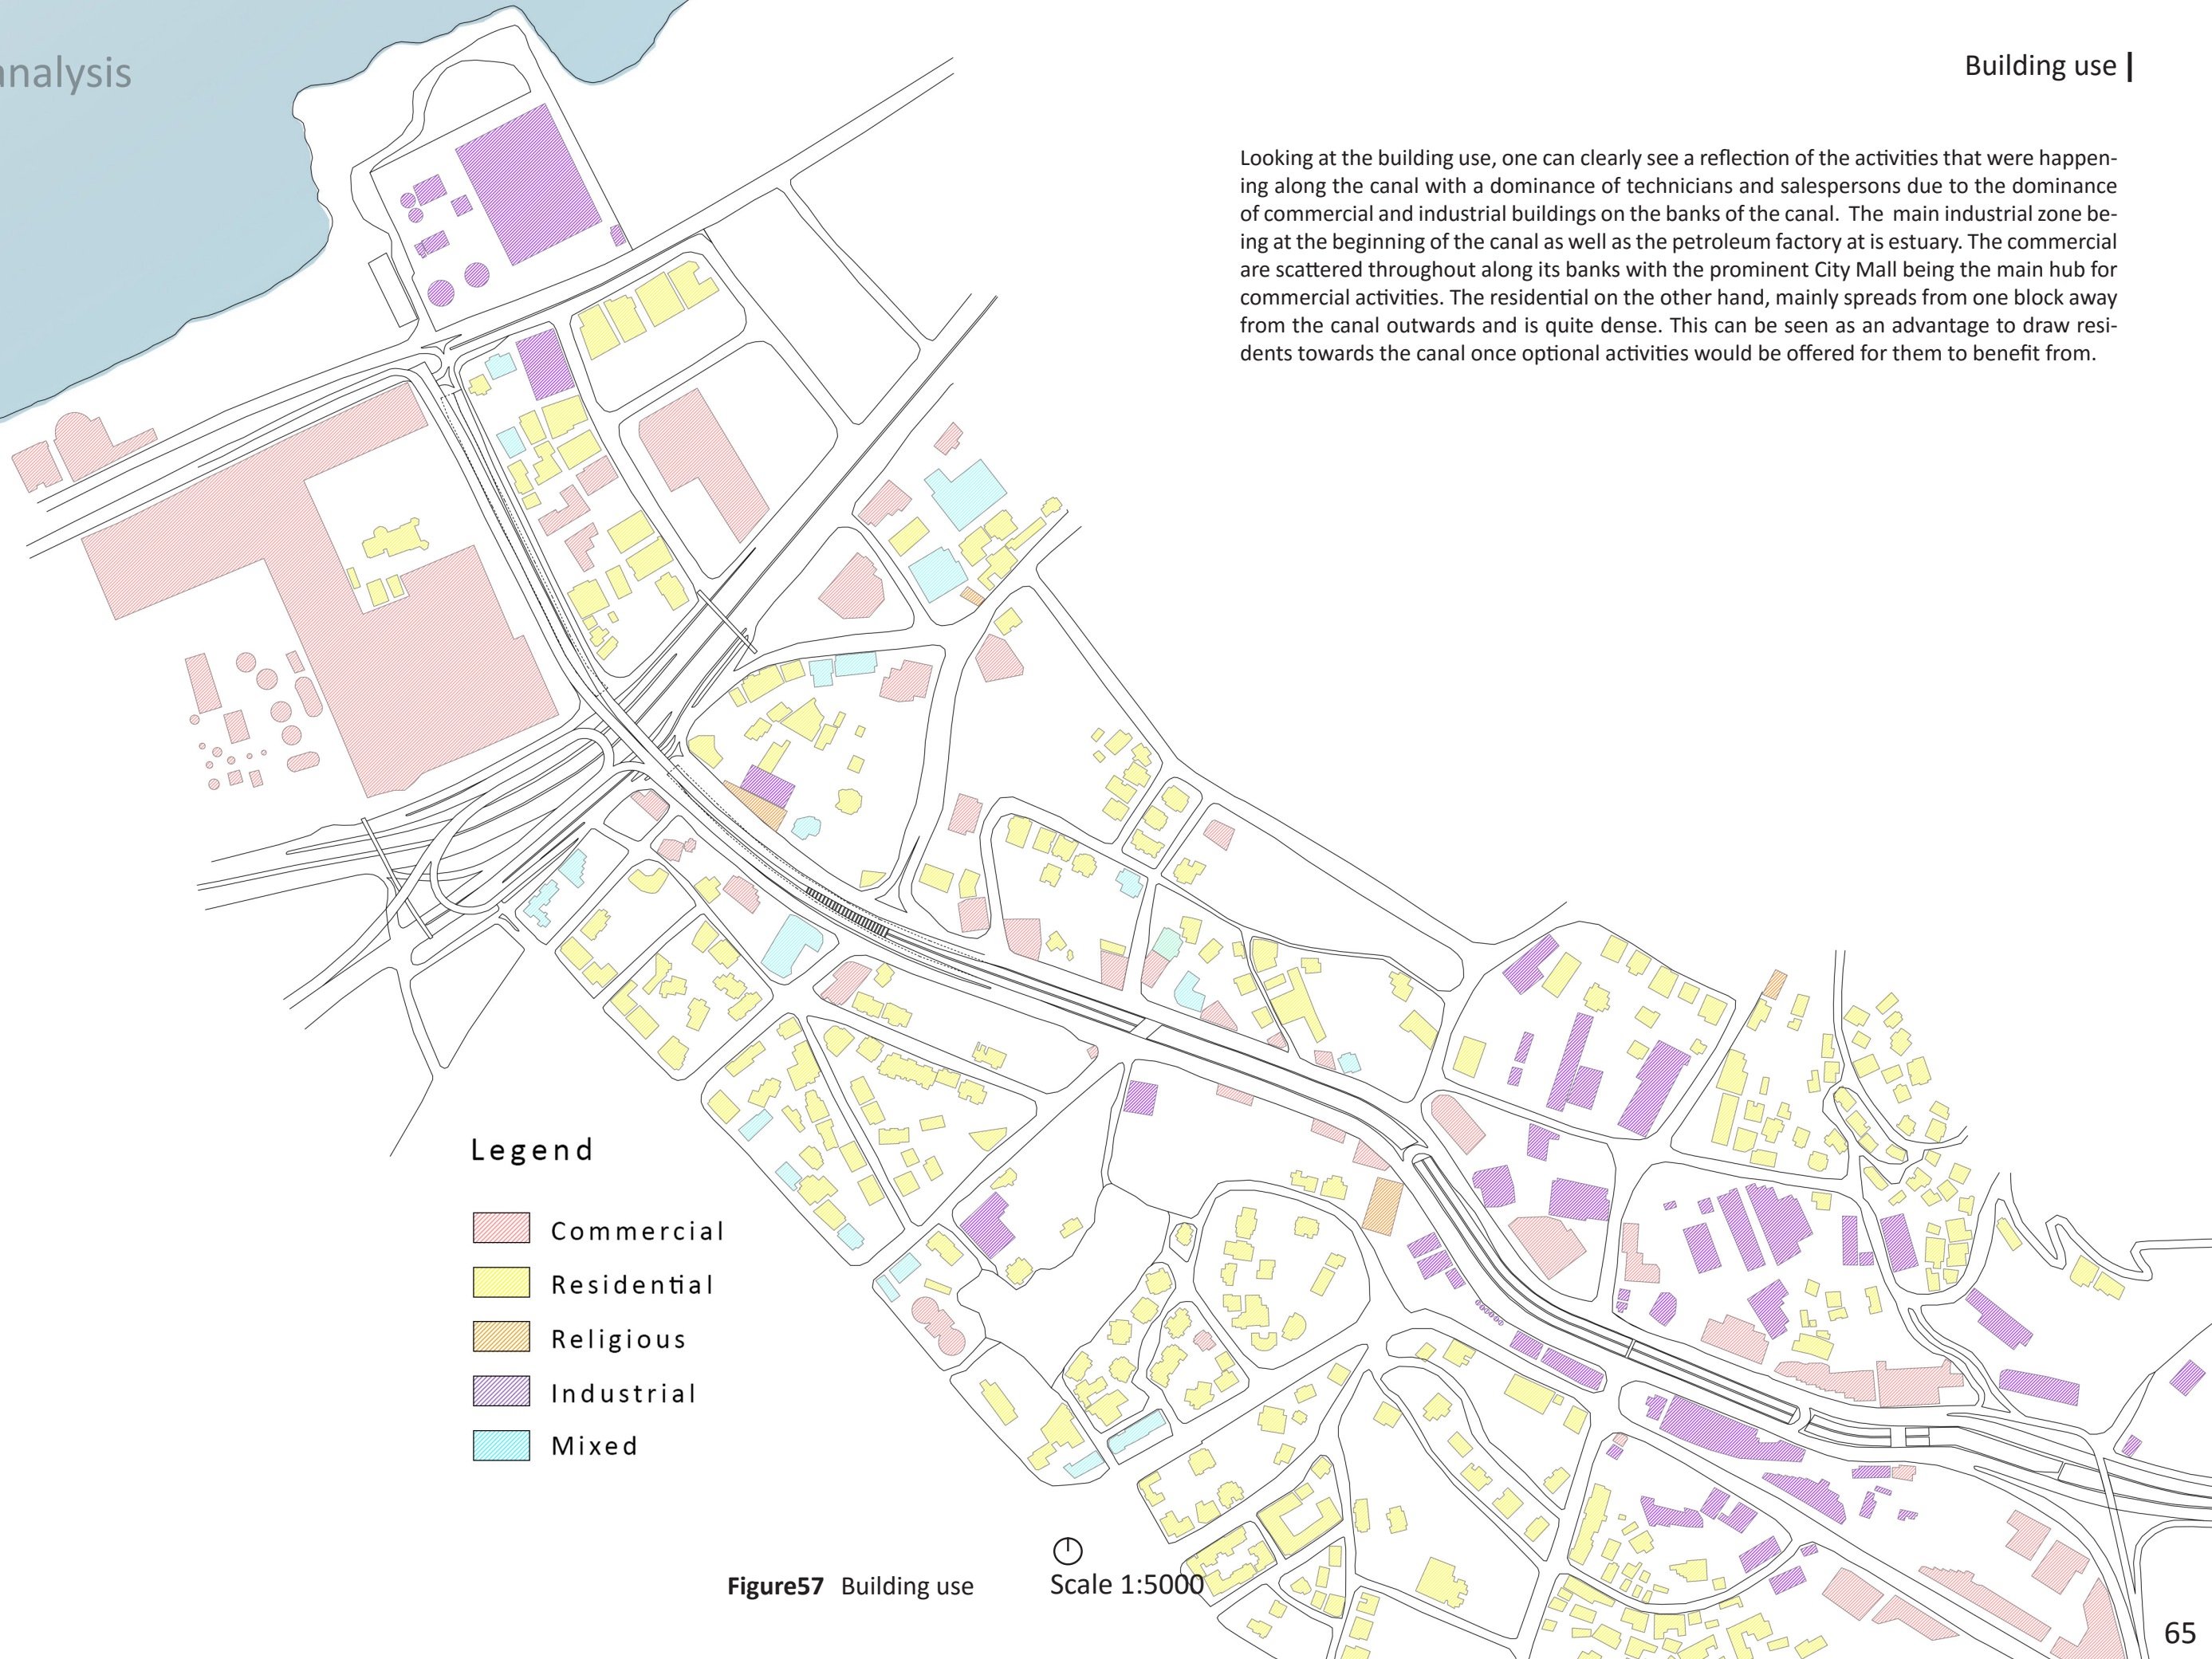 nalysis
Building use |
Looking at the building use, one can clearly see a reflection of the activities that were happen-
ing along the canal with a dominance of technicians and salespersons due to the dominance
of commercial and industrial buildings on the banks of the canal. The main industrial zone be-
ing at the beginning of the canal as well as the petroleum factory at is estuary. The commercial
are scattered throughout along its banks with the prominent City Mall being the main hub for
commercial activities. The residential on the other hand, mainly spreads from one block away
from the canal outwards and is quite dense. This can be seen as an advantage to draw resi-
dents towards the canal once optional activities would be offered for them to benefit from.
Legend
Commercial
Residential
Religious
Industrial
Mixed
Figure57 Building use
Scale 1:5000
65